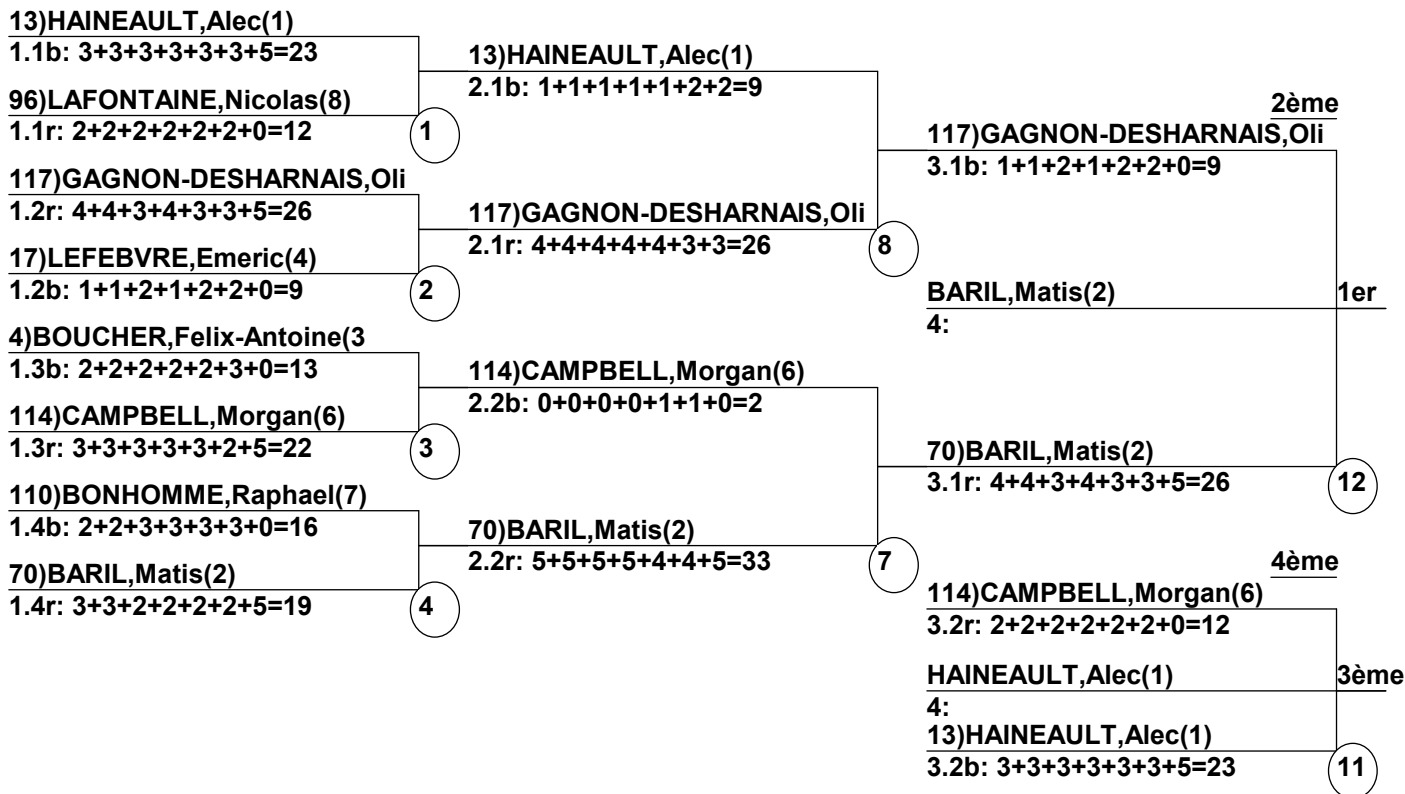 13)HAINEAULT,Alec(1)
1.1b: 3+3+3+3+3+3+5=23
96)LAFONTAINE,Nicolas(8)
1.1r: 2+2+2+2+2+2+0=12
1
117)GAGNON-DESHARNAIS,Oli
1.2r: 4+4+3+4+3+3+5=26
17)LEFEBVRE,Emeric(4)
1.2b: 1+1+2+1+2+2+0=9
2
4)BOUCHER,Felix-Antoine(3
1.3b: 2+2+2+2+2+3+0=13
114)CAMPBELL,Morgan(6)
1.3r: 3+3+3+3+3+2+5=22
3
110)BONHOMME,Raphael(7)
1.4b: 2+2+3+3+3+3+0=16
70)BARIL,Matis(2)
1.4r: 3+3+2+2+2+2+5=19
4
13)HAINEAULT,Alec(1)
2.1b: 1+1+1+1+1+2+2=9
117)GAGNON-DESHARNAIS,Oli
2.1r: 4+4+4+4+4+3+3=26
8
114)CAMPBELL,Morgan(6)
2.2b: 0+0+0+0+1+1+0=2
70)BARIL,Matis(2)
2.2r: 5+5+5+5+4+4+5=33
7
2ème
117)GAGNON-DESHARNAIS,Oli
3.1b: 1+1+2+1+2+2+0=9
BARIL,Matis(2)
1er
4:
70)BARIL,Matis(2)
3.1r: 4+4+3+4+3+3+5=26
12
4ème
114)CAMPBELL,Morgan(6)
3.2r: 2+2+2+2+2+2+0=12
HAINEAULT,Alec(1)
3ème
4:
13)HAINEAULT,Alec(1)
3.2b: 3+3+3+3+3+3+5=23
11